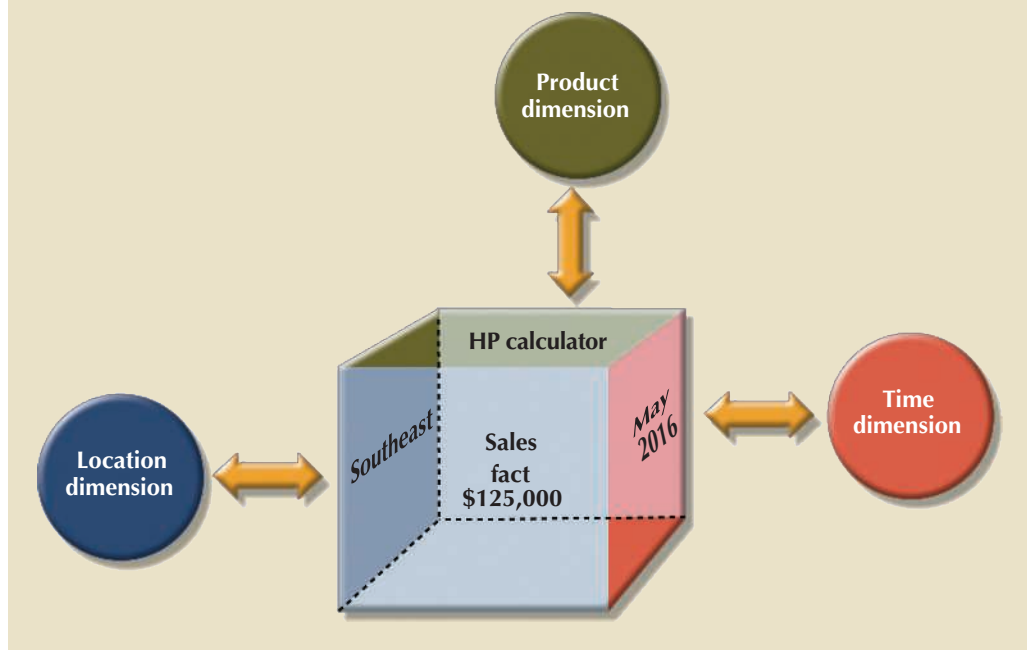 Product
dimension
HP calculator
Southeast
Sales
fact
$125,000
May
2016
Location
dimension
Time
dimension